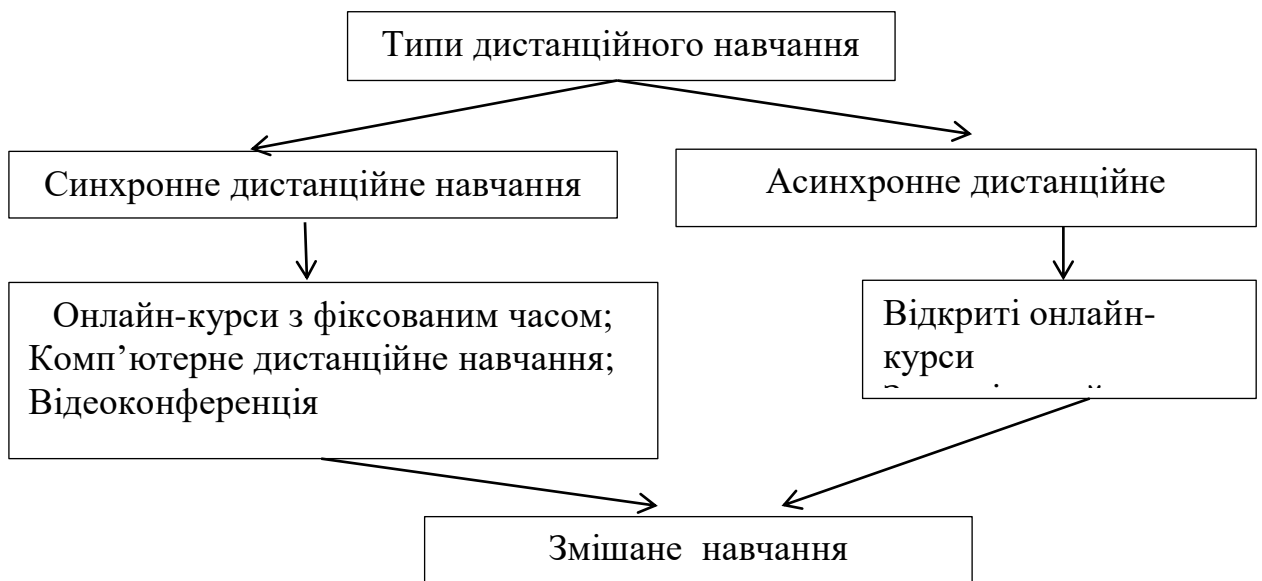 Типи дистанційного навчання
Синхронне дистанційне навчання
Асинхронне дистанційне
Онлайн-курси з фіксованим часом;
Комп’ютерне дистанційне навчання;
Відеоконференція
Відкриті онлайн-
курси
Змішане навчання